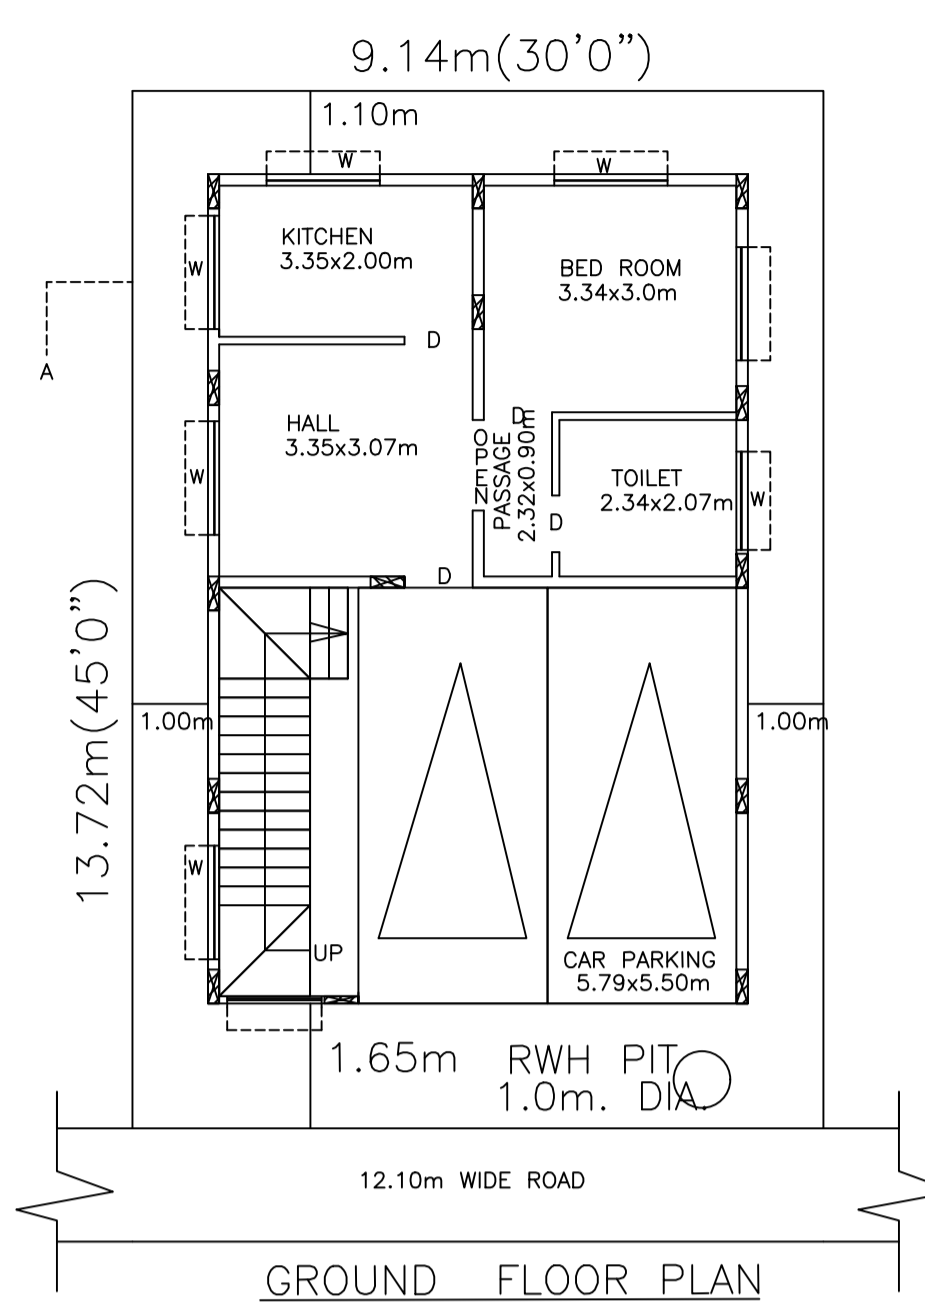 9.14m(30'0")
1.10m
W
W
KITCHEN
3.35x2.00m
W
BED ROOM
3.34x3.0m
D
A
D
HALL
3.35x3.07m
OPEN
PASSAGE
2.32x0.90m
W
TOILET
2.34x2.07m
W
D
D
13.72m(45'0")
1.00m
1.00m
W
UP
CAR PARKING
5.79x5.50m
1.65m
RWH PIT
1.0m. DIA.
12.10m WIDE ROAD
GROUND FLOOR PLAN